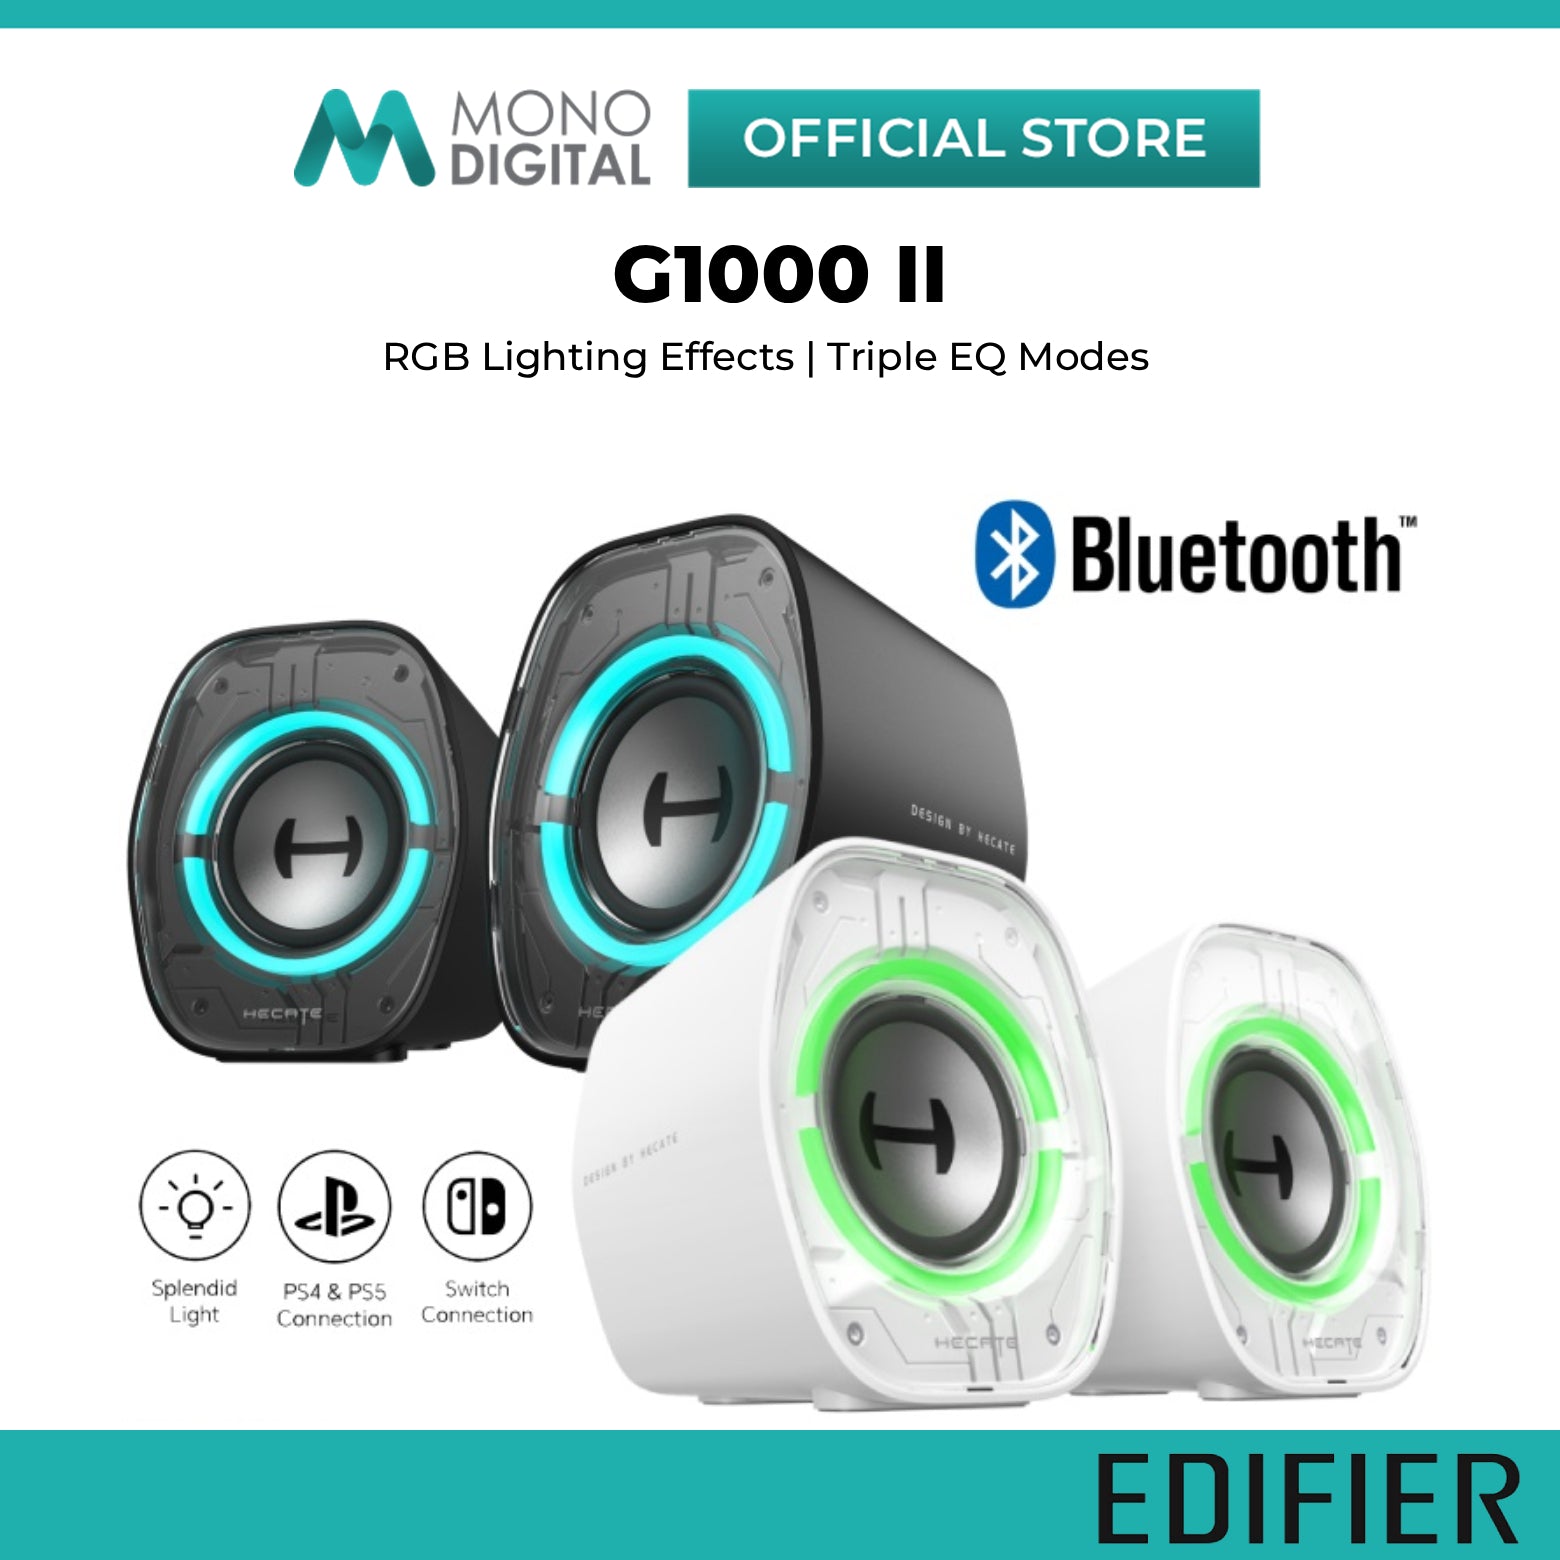 MONO
DIGITAL
OFFICIAL STORE
G1000 II
RGB Lighting Effects | Triple EQ Modes
Bluetooth™
DESIGN BY HECATE
HECATE
HE
DESIGN BY HECATE
HECATE
HECATE
Splendid
Light
PS4 & PS5
Connection
Switch
Connection
EDIFIER